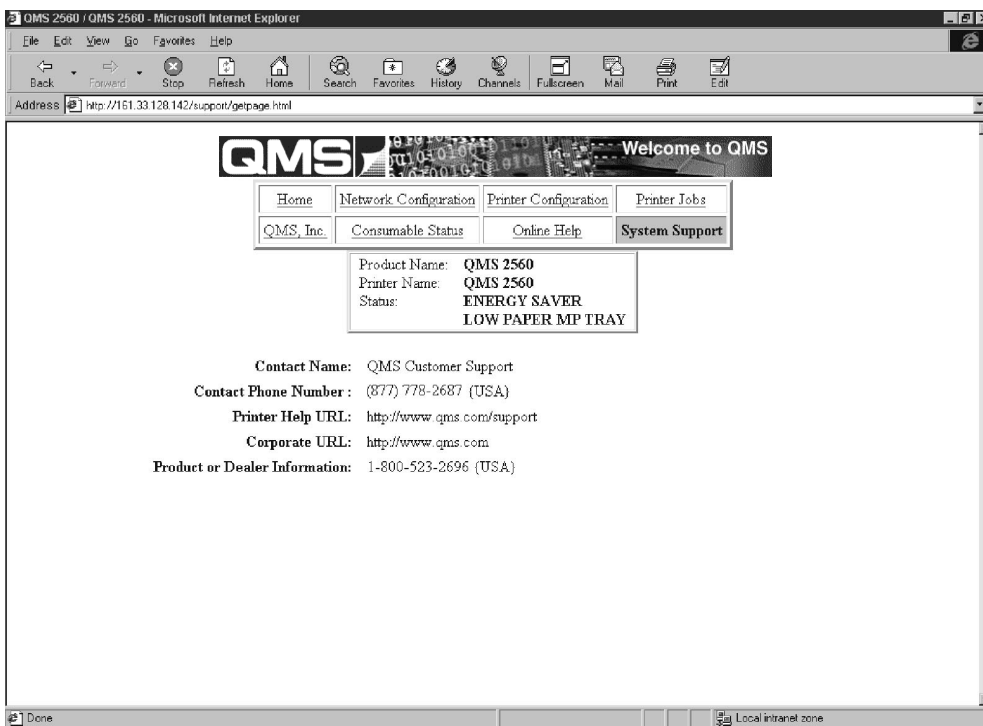 QMS 2560 / QMS 2560 - Microsoft Internet Explorer
File Edit View Go Favorites Help
Back Forward Stop Refresh Home Search Favorites History Channels Fullscreen Mail Print Edit
Address http://161.33.128.142/support/getpage.html
QMS Welcome to QMS
Home Network Configuration Printer Configuration Printer Jobs
QMS, Inc. Consumable Status Online Help System Support
Product Name: QMS 2560
Printer Name: QMS 2560
Status: ENERGY SAVER
LOW PAPER MP TRAY
Contact Name: QMS Customer Support
Contact Phone Number : (877) 778-2687 (USA)
Printer Help URL: http://www.qms.com/support
Corporate URL: http://www.qms.com
Product or Dealer Information: 1-800-523-2696 (USA)
Done Local intranet zone